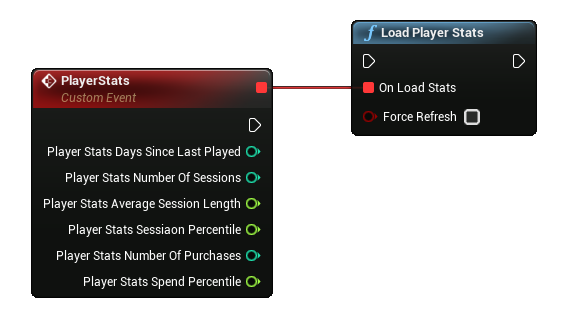 Load Player Stats
On Load Stats
Force Refresh
PlayerStats
Custom Event
Player Stats Days Since Last Played
Player Stats Number Of Sessions
Player Stats Average Session Length
Player Stats Sessiaon Percentile
Player Stats Number Of Purchases
Player Stats Spend Percentile